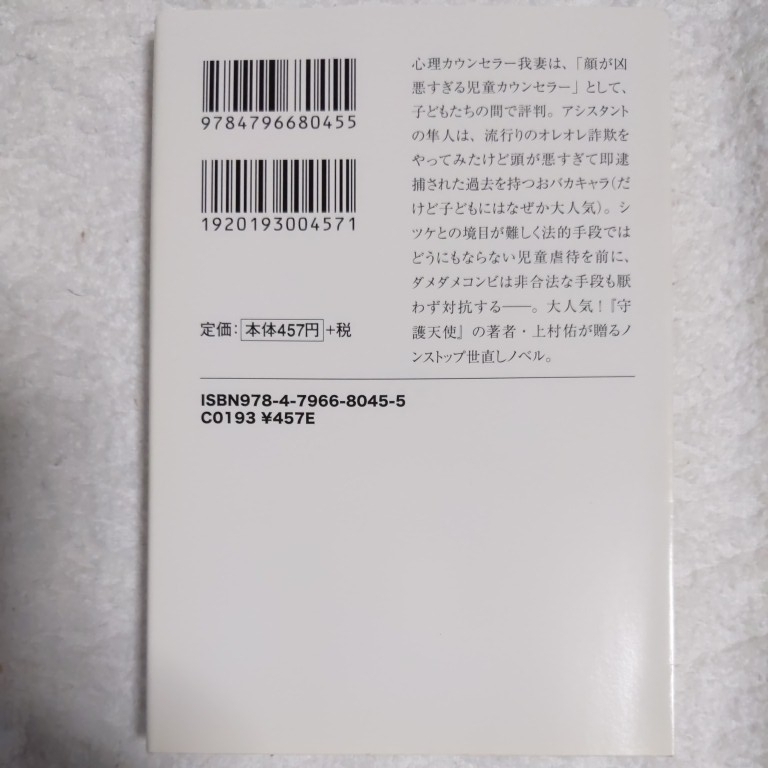 9784796680455
1920193004571
定価:本体457円+税
心理カウンセラー我妻は、「顔が凶
悪すぎる児童カウンセラー」として、
子どもたちの間で評判。アシスタント
の隼人は、流行りのオレオレ詐欺を
やってみたけど頭が悪すぎて即逮
捕された過去を持つおバカキャラ(だ
けど子どもにはなぜか大人気)。シ
ツケとの境目が難しく法的手段では
どうにもならない児童虐待を前に、
ダメダメコンビは非合法な手段も厭
わず対抗する――。大人気!『守
護天使』の著者・上村佑が贈るノ
ンストップ世直しノベル。
ISBN978-4-7966-8045-5
C0193 ¥457E